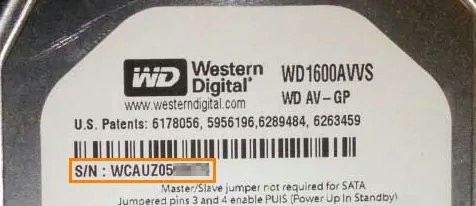 WD Western Digital® WD1600AVVS
www.westerndigital.com WD AV-GP
U.S. Patents: 6178056, 5956196,6289484, 6263459
S/N : WCAUZ05
Master/Slave jumper not required for SATA
Jumpered pins 3 and 4 enable PUIS (Power Up In Standby)